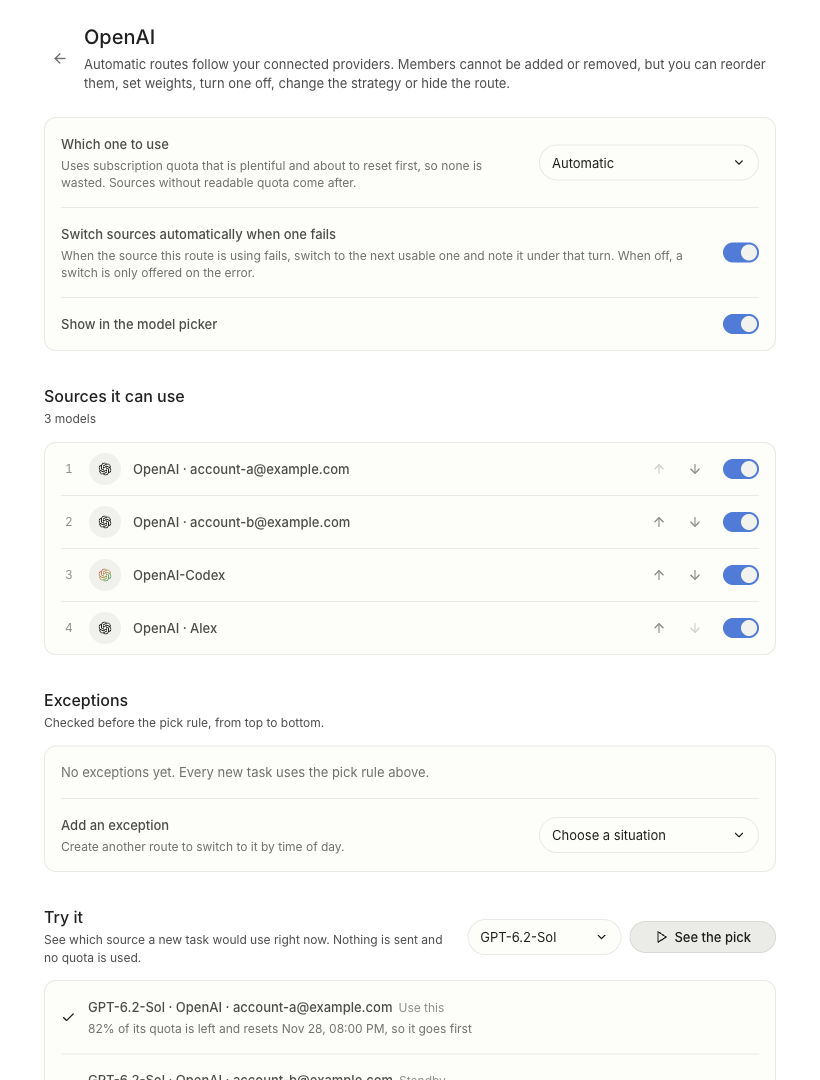 OpenAI
Automatic routes follow your connected providers. Members cannot be added or removed, but you can reorder
them, set weights, turn one off, change the strategy or hide the route.
Which one to use
Uses subscription quota that is plentiful and about to reset first, so none is
wasted. Sources without readable quota come after.
Automatic
Switch sources automatically when one fails
When the source this route is using fails, switch to the next usable one and note it under that turn. When off, a
switch is only offered on the error.
Show in the model picker
Sources it can use
3 models
1 OpenAI · account-a@example.com
2 OpenAI · account-b@example.com
3 OpenAI-Codex
4 OpenAI · Alex
Exceptions
Checked before the pick rule, from top to bottom.
No exceptions yet. Every new task uses the pick rule above.
Add an exception
Create another route to switch to it by time of day.
Choose a situation
Try it
See which source a new task would use right now. Nothing is sent and
no quota is used.
GPT-6.2-Sol
See the pick
GPT-6.2-Sol · OpenAI · account-a@example.com Use this
82% of its quota is left and resets Nov 28, 08:00 PM, so it goes first
GPT-6.2-Sol · OpenAI · account-b@example.com Standby